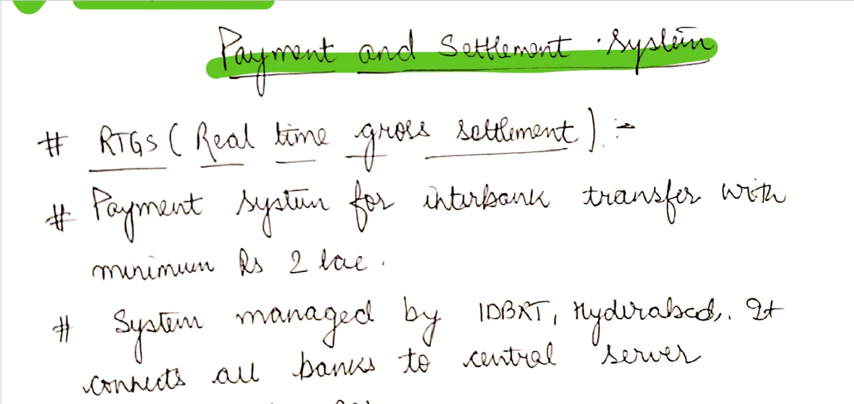 Payment and Settlement System
# RTGS (Real time gross settlement) :-
# Payment system for interbank transfer with
minimum Rs 2 lac.
# System managed by IDBRT, Hyderabad. It
connects all banks to central server